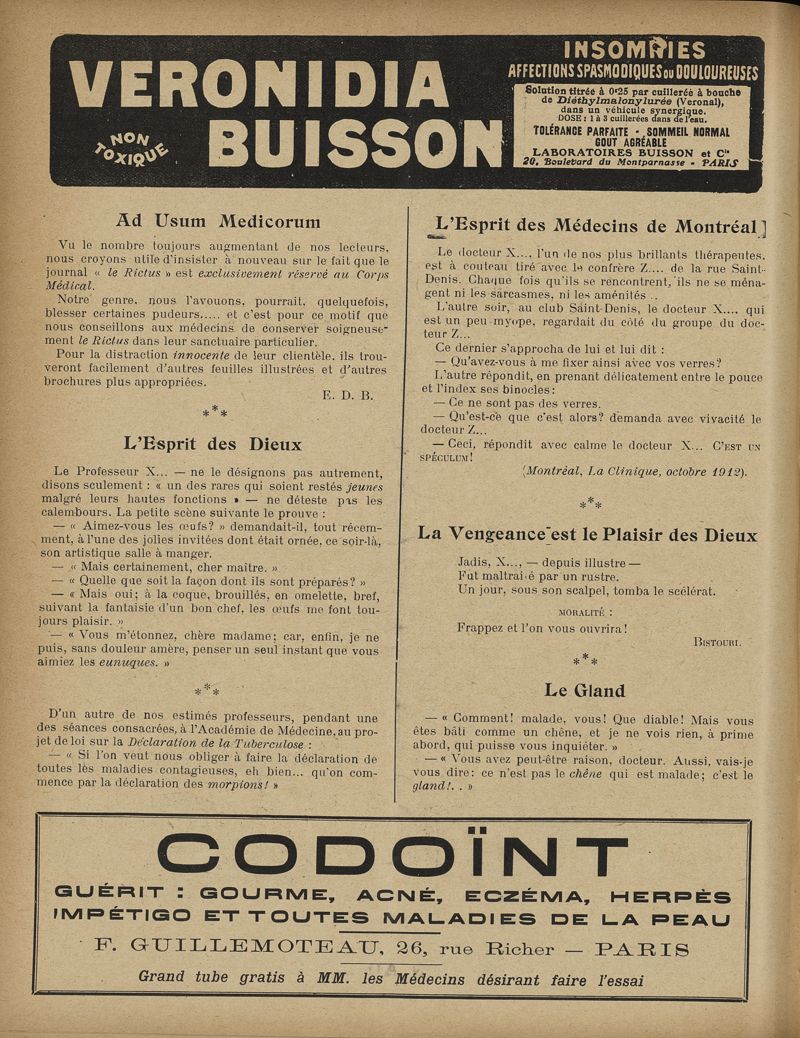 VERONIDIA
BUISSON
NON
TOXIQUE
INSOMNIES
AFFECTIONS SPASMODIQUES OU DOULOUREUSES
Solution titrée à 0g25 par cuillerée à bouche
de Diéthylmalonylurée (Veronal),
dans un véhicule synergique.
DOSE : 1 à 3 cuillerées dans de l'eau.
TOLÉRANCE PARFAITE - SOMMEIL NORMAL
GOUT AGRÉABLE
LABORATOIRES BUISSON et Cie
20, Boulevard du Montparnasse - PARIS
Ad Usum Medicorum
Vu le nombre toujours augmentant de nos lecteurs,
nous croyons utile d'insister à nouveau sur le fait que le
journal « le Rictus » est exclusivement réservé au Corps
Médical.
Notre genre, nous l'avouons, pourrait, quelquefois,
blesser certaines pudeurs..... et c'est pour ce motif que
nous conseillons aux médecins de conserver soigneuse-
ment le Rictus dans leur sanctuaire particulier.
Pour la distraction innocente de leur clientèle, ils trou-
veront facilement d'autres feuilles illustrées et d'autres
brochures plus appropriées.
E. D. B.
***
L'Esprit des Dieux
Le Professeur X... — ne le désignons pas autrement,
disons seulement : « un des rares qui soient restés jeunes
malgré leurs hautes fonctions » — ne déteste pas les
calembours. La petite scène suivante le prouve :
— « Aimez-vous les œufs? » demandait-il, tout récem-
ment, à l'une des jolies invitées dont était ornée, ce soir-là,
son artistique salle à manger.
— « Mais certainement, cher maître. »
— « Quelle que soit la façon dont ils sont préparés? »
— « Mais oui; à la coque, brouillés, en omelette, bref,
suivant la fantaisie d'un bon chef, les œufs me font tou-
jours plaisir. »
— « Vous m'étonnez, chère madame; car, enfin, je ne
puis, sans douleur amère, penser un seul instant que vous
aimiez les eunuques. »
***
D'un autre de nos estimés professeurs, pendant une
des séances consacrées, à l'Académie de Médecine, au pro-
jet de loi sur la Déclaration de la Tuberculose :
— « Si l'on veut nous obliger à faire la déclaration de
toutes lès maladies contagieuses, eh bien... qu'on com-
mence par la déclaration des morpions! »
L'Esprit des Médecins de Montréal]
Le docteur X..., l'un de nos plus brillants thérapeutes,
est à couteau tiré avec le confrère Z.... de la rue Saint-
Denis. Chaque fois qu'ils se rencontrent, ils ne se ména-
gent ni les sarcasmes, ni les aménités ..
L'autre soir, au club Saint-Denis, le docteur X.... qui
est un peu myope, regardait du côté du groupe du doc-
teur Z...
Ce dernier s'approcha de lui et lui dit :
— Qu'avez-vous à me fixer ainsi avec vos verres?
L'autre répondit, en prenant délicatement entre le pouce
et l'index ses binocles:
— Ce ne sont pas des verres.
— Qu'est-ce que c'est alors? demanda avec vivacité le
docteur Z...
— Ceci, répondit avec calme le docteur X... C'EST UN
SPÉCULUM!
(Montréal, La Clinique, octobre 1912).
***
La Vengeance est le Plaisir des Dieux
Jadis, X..., — depuis illustre —
Fut maltrai é par un rustre.
Un jour, sous son scalpel, tomba le scélérat.
MORALITÉ :
Frappez et l'on vous ouvrira!
BISTOURI.
***
Le Gland
— « Comment! malade, vous! Que diable! Mais vous
êtes bâti comme un chêne, et je ne vois rien, à prime
abord, qui puisse vous inquiéter. »
— « Vous avez peut-être raison, docteur. Aussi, vais-je
vous dire: ce n'est pas le chêne qui est malade; c'est le
gland!. . »
CODOÏNT
GUÉRIT : GOURME, ACNÉ, ECZÉMA, HERPÈS
IMPÉTIGO ET TOUTES MALADIES DE LA PEAU
F. GUILLEMOTEAU, 26, rue Richer — PARIS
Grand tube gratis à MM. les Médecins désirant faire l'essai